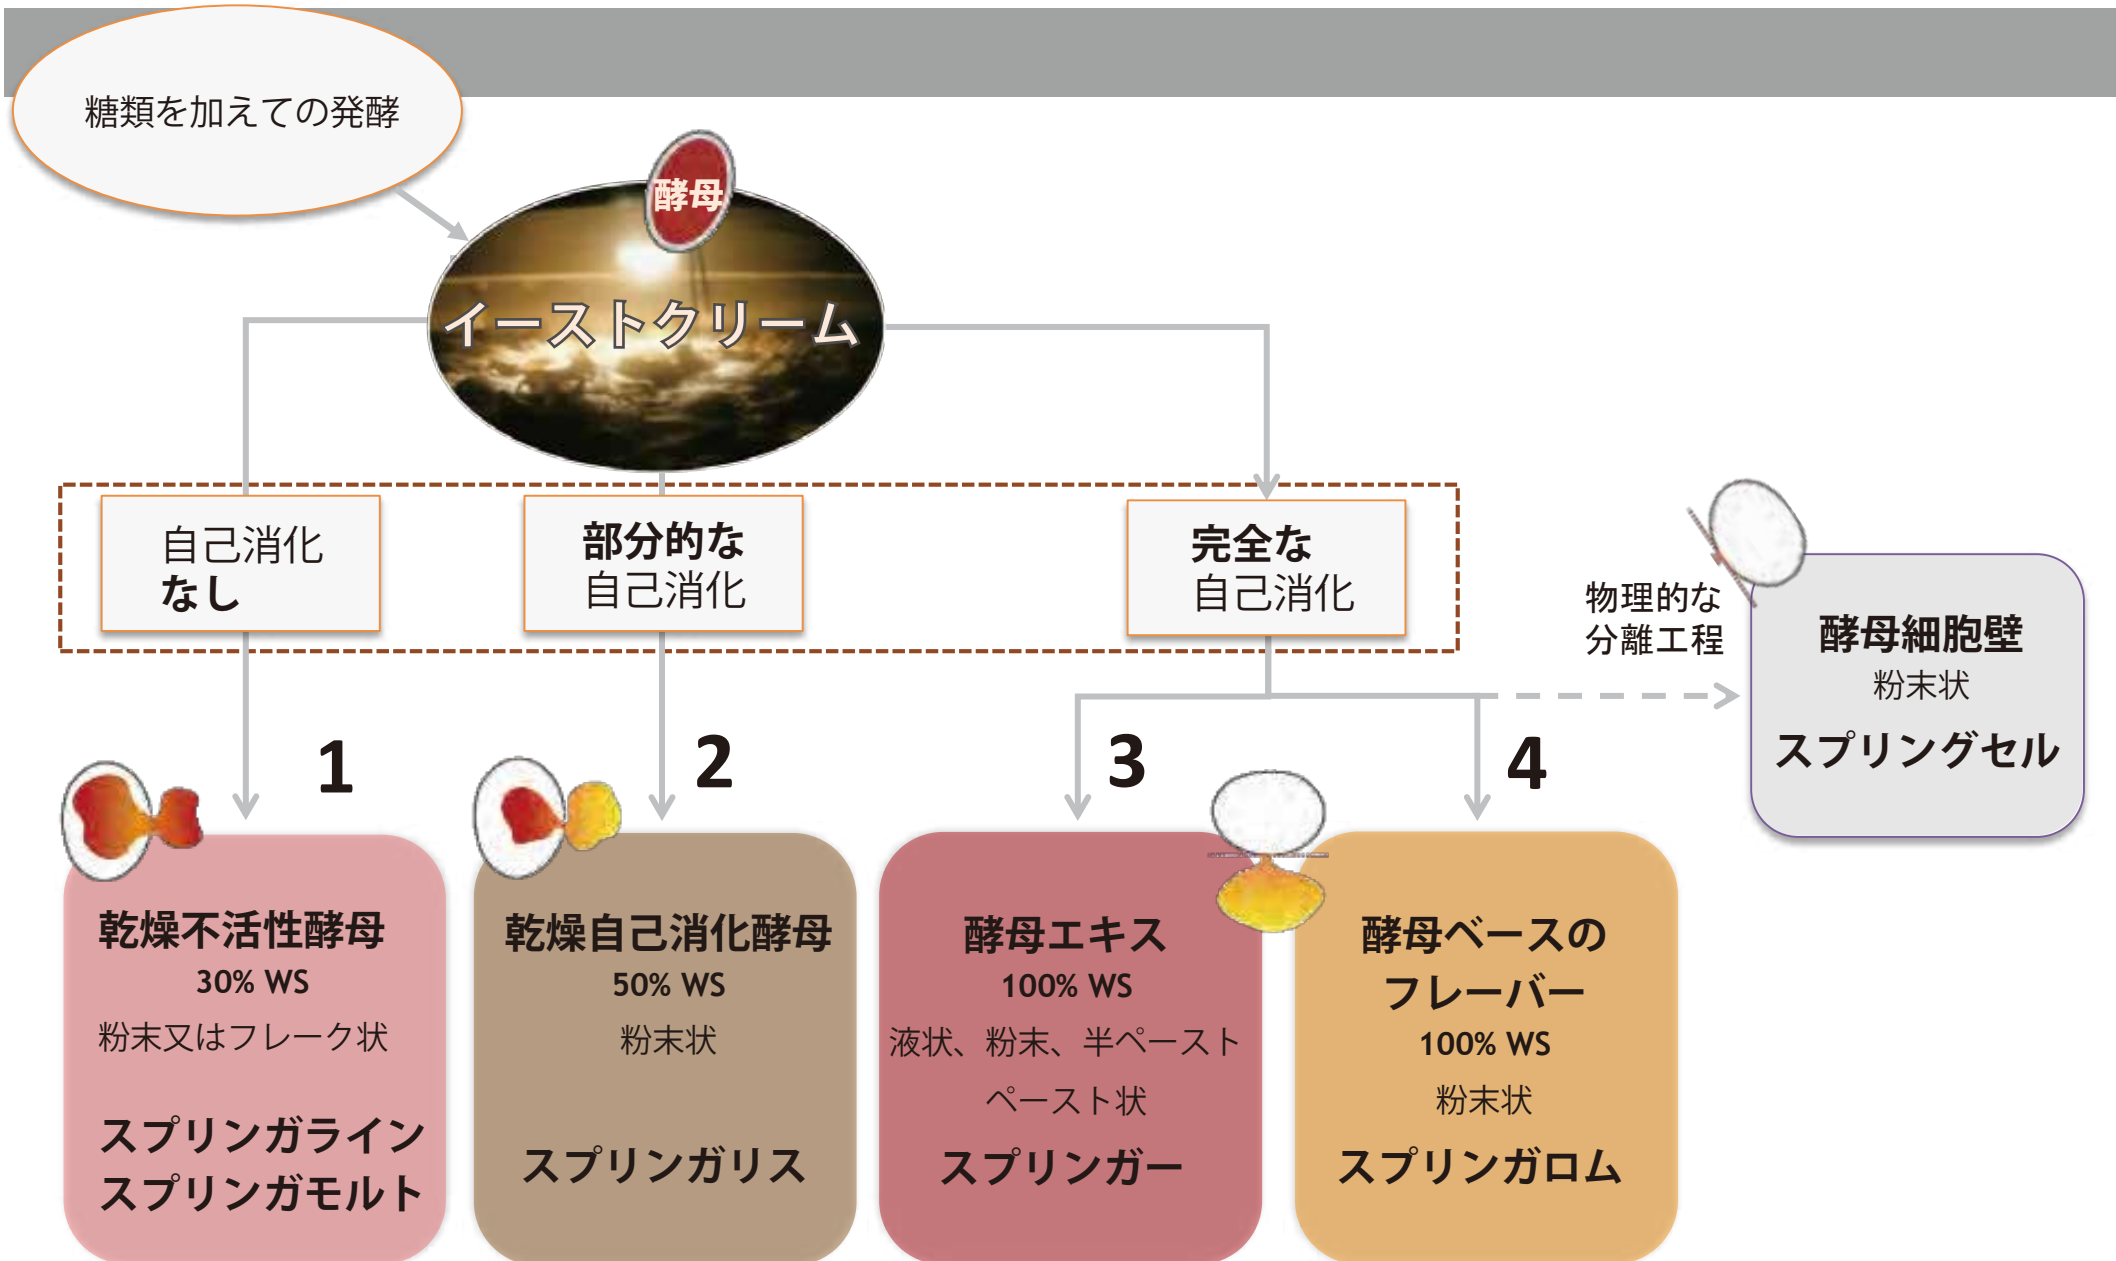 糖類を加えての発酵
酵母
イーストクリーム
自己消化
なし
部分的な
自己消化
完全な
自己消化
物理的な
分離工程
酵母細胞壁
粉末状
スプリングセル
1
乾燥不活性酵母
30% WS
粉末又はフレーク状
スプリンガライン
スプリンガモルト
2
乾燥自己消化酵母
50% WS
粉末状
スプリンガリス
3
酵母エキス
100% WS
液状、粉末、半ペースト
ペースト状
スプリンガー
4
酵母ベースの
フレーバー
100% WS
粉末状
スプリンガロム